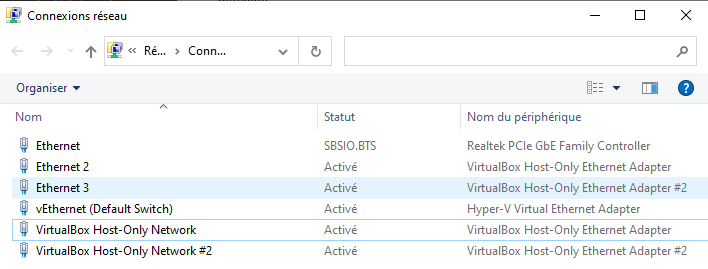 Connexions réseau
« Ré... > Conn...
Organiser
Nom Statut Nom du périphérique
Ethernet SBSIO.BTS Realtek PCIe GbE Family Controller
Ethernet 2 Activé VirtualBox Host-Only Ethernet Adapter
Ethernet 3 Activé VirtualBox Host-Only Ethernet Adapter #2
vEthernet (Default Switch) Activé Hyper-V Virtual Ethernet Adapter
VirtualBox Host-Only Network Activé VirtualBox Host-Only Ethernet Adapter
VirtualBox Host-Only Network #2 Activé VirtualBox Host-Only Ethernet Adapter #2